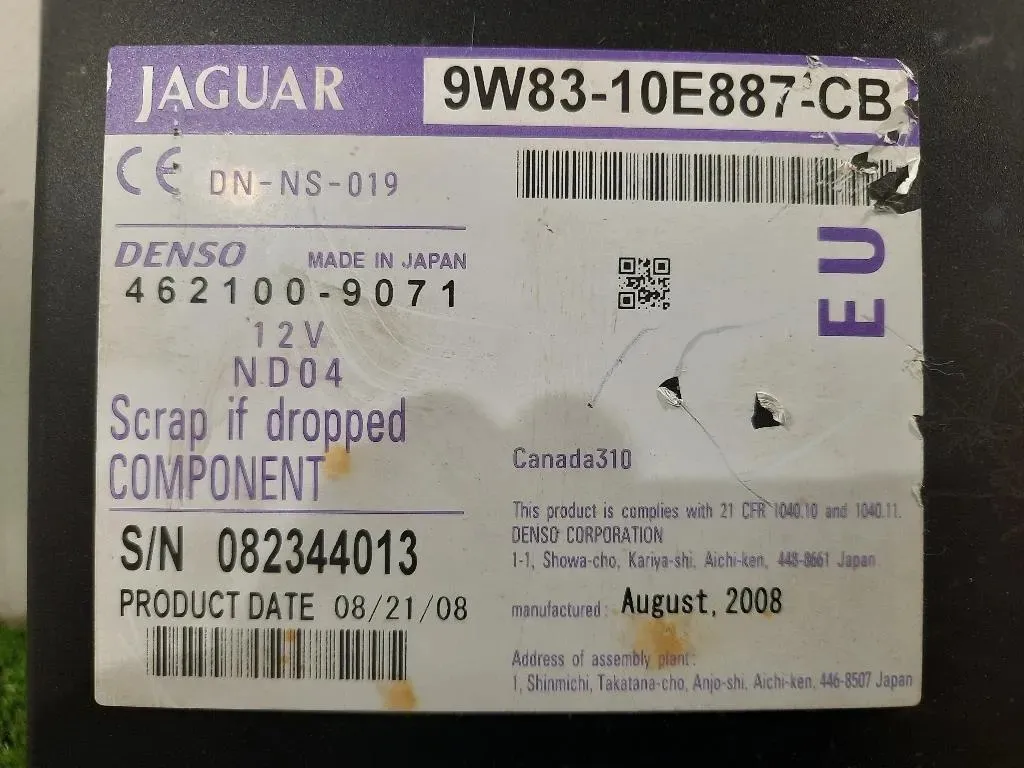 JAGUAR
9W83-10E887-CB
CE DN-NS-019
DENSO MADE IN JAPAN
462100-9071
12V
ND04
Scrap if dropped
COMPONENT
S/N 082344013
PRODUCT DATE 08/21/08
EU
Canada310
This product is complies with 21 CFR 1040.10 and 1040.11.
DENSO CORPORATION
1-1, Showa-cho, Kariya-shi, Aichi-ken, 448-8661 Japan
manufactured: August, 2008
Address of assembly plant:
1, Shinmichi, Takatana-cho, Anjo-shi, Aichi-ken, 446-8507 Japan